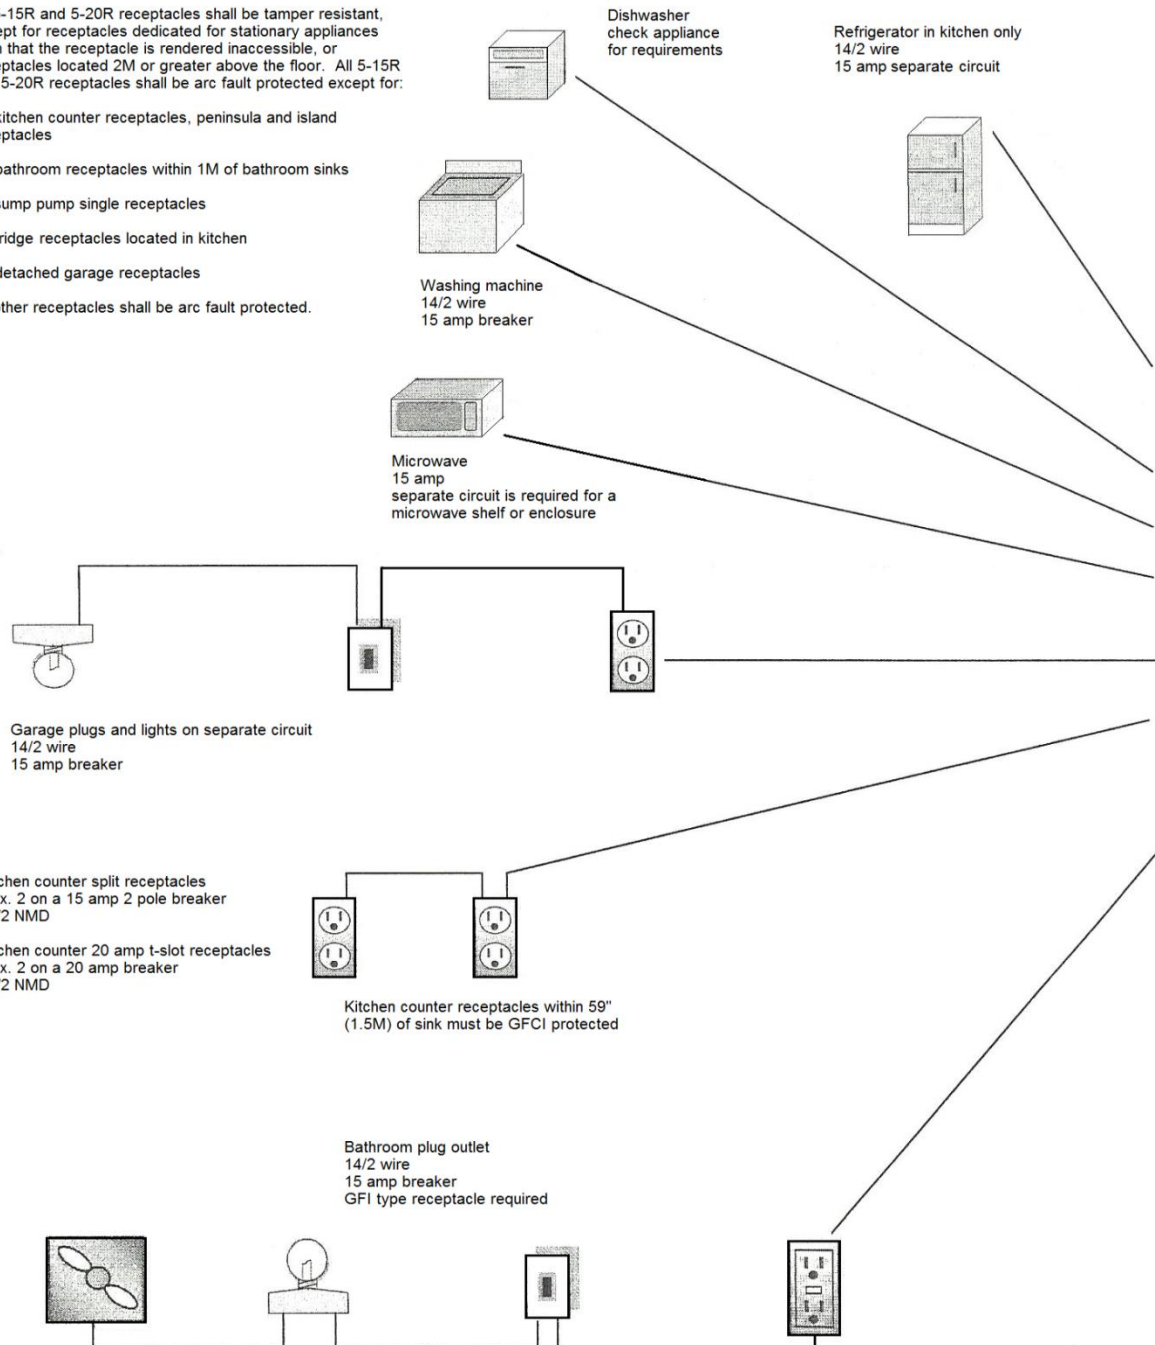 -15R and 5-20R receptacles shall be tamper resistant,
ept for receptacles dedicated for stationary appliances
h that the receptacle is rendered inaccessible, or
eptacles located 2M or greater above the floor. All 5-15R
5-20R receptacles shall be arc fault protected except for:
kitchen counter receptacles, peninsula and island
eptacles
bathroom receptacles within 1M of bathroom sinks
sump pump single receptacles
ridge receptacles located in kitchen
detached garage receptacles
ther receptacles shall be arc fault protected.
Dishwasher
check appliance
for requirements
Refrigerator in kitchen only
14/2 wire
15 amp separate circuit
Washing machine
14/2 wire
15 amp breaker
Microwave
15 amp
separate circuit is required for a
microwave shelf or enclosure
Garage plugs and lights on separate circuit
14/2 wire
15 amp breaker
chen counter split receptacles
x. 2 on a 15 amp 2 pole breaker
/2 NMD
chen counter 20 amp t-slot receptacles
x. 2 on a 20 amp breaker
/2 NMD
Kitchen counter receptacles within 59"
(1.5M) of sink must be GFCI protected
Bathroom plug outlet
14/2 wire
15 amp breaker
GFI type receptacle required